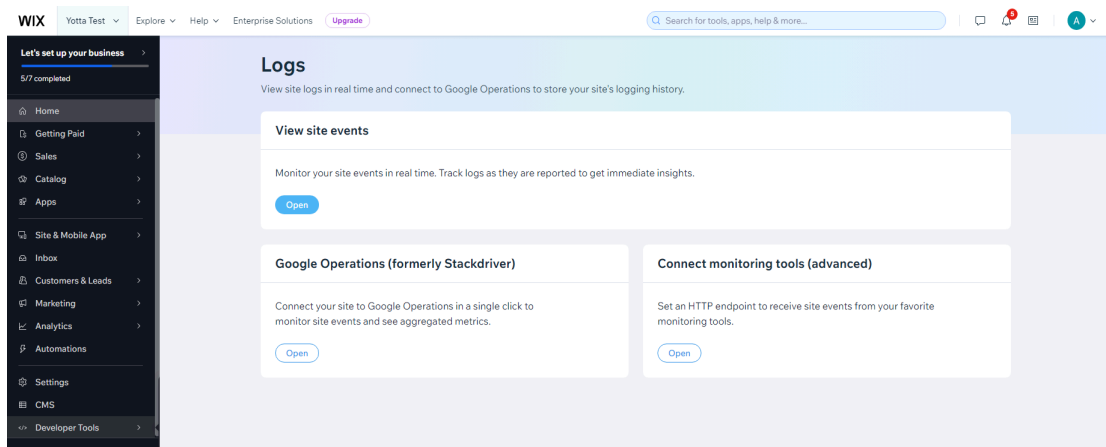 WIX Yotta Test Explore Help Enterprise Solutions Upgrade Search for tools, apps, help & more... 5 A
Let's set up your business
5/7 completed
Home
Getting Paid
Sales
Catalog
Apps
Site & Mobile App
Inbox
Customers & Leads
Marketing
Analytics
Automations
Settings
CMS
Developer Tools
Logs
View site logs in real time and connect to Google Operations to store your site's logging history.
View site events
Monitor your site events in real time. Track logs as they are reported to get immediate insights.
Open
Google Operations (formerly Stackdriver)
Connect your site to Google Operations in a single click to
monitor site events and see aggregated metrics.
Open
Connect monitoring tools (advanced)
Set an HTTP endpoint to receive site events from your favorite
monitoring tools.
Open